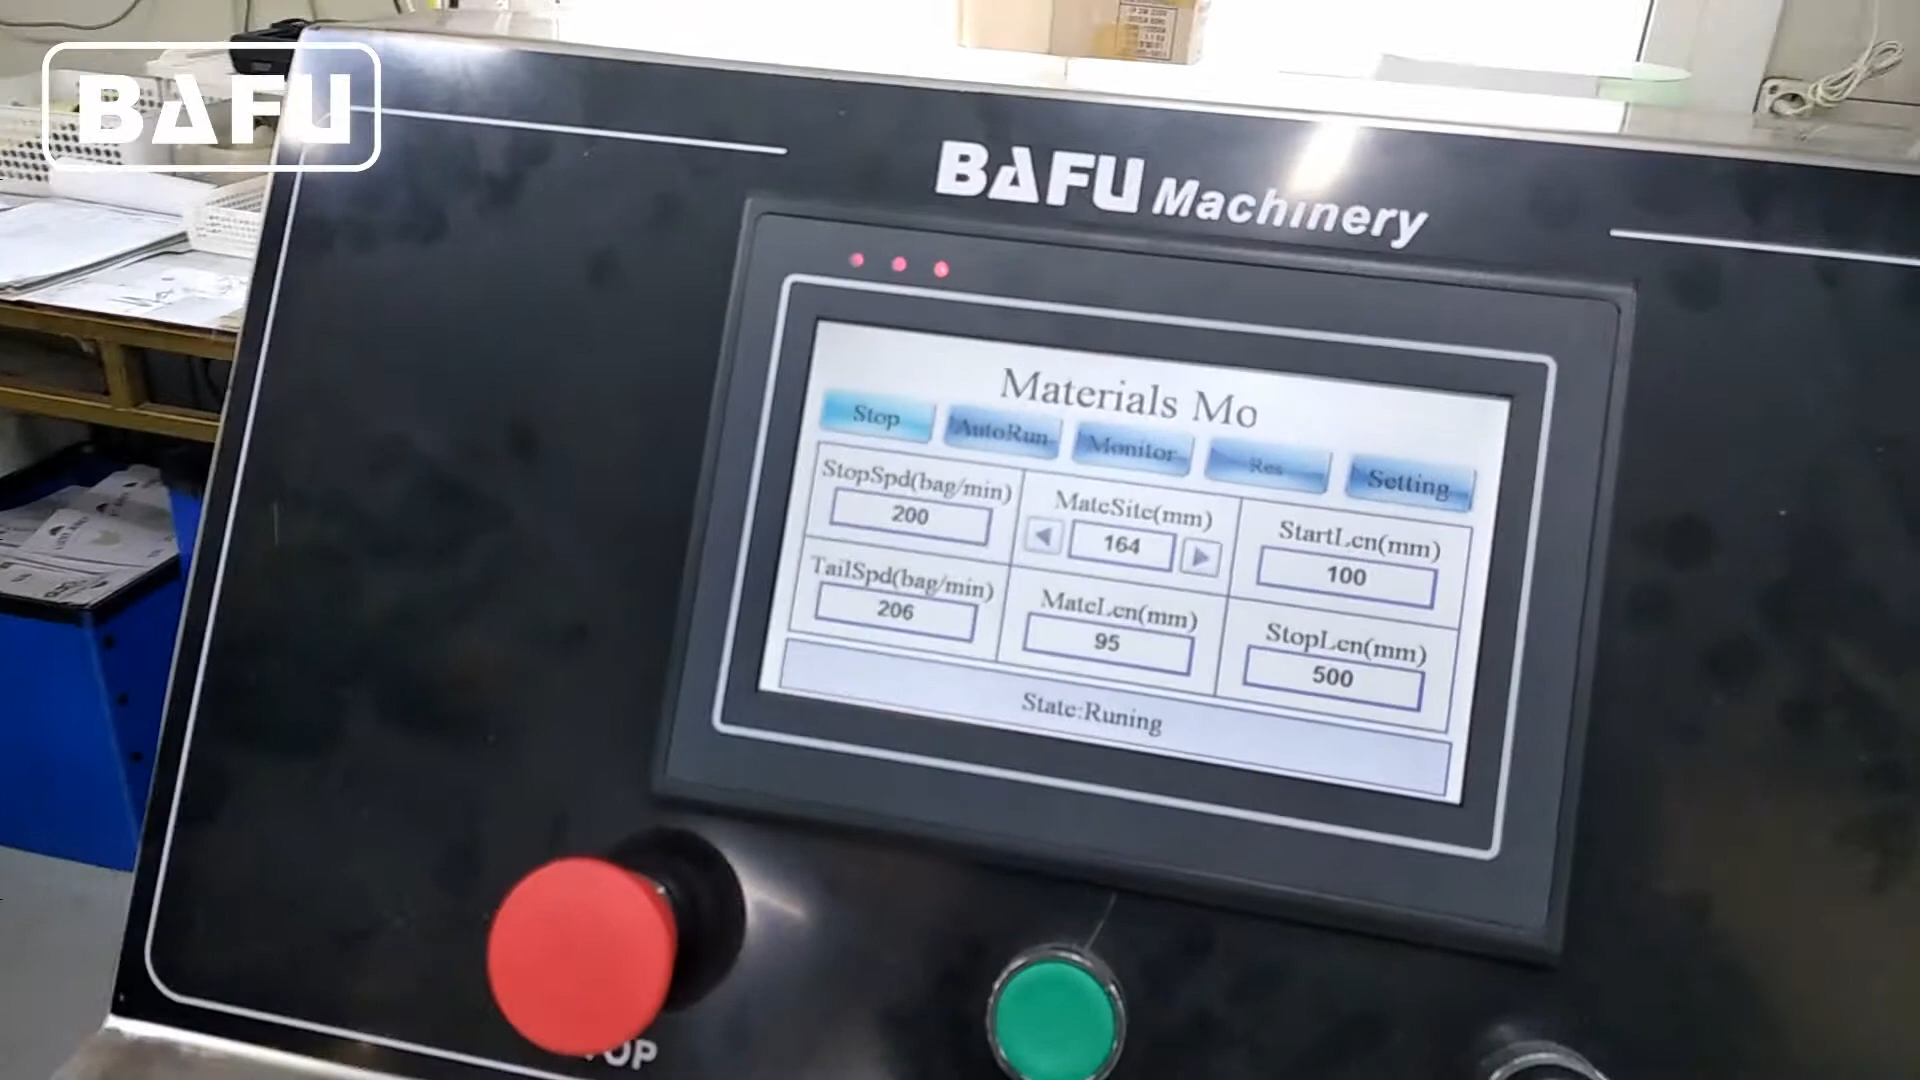 BAFU
BAFU Machinery
Materials Mo
Stop AutoRun Monitor Res Setting
StopSpd(bag/min) MateSite(mm) StartLen(mm)
200 164 100
TailSpd(bag/min) MateLen(mm) StopLen(mm)
206 95 500
State:Runing